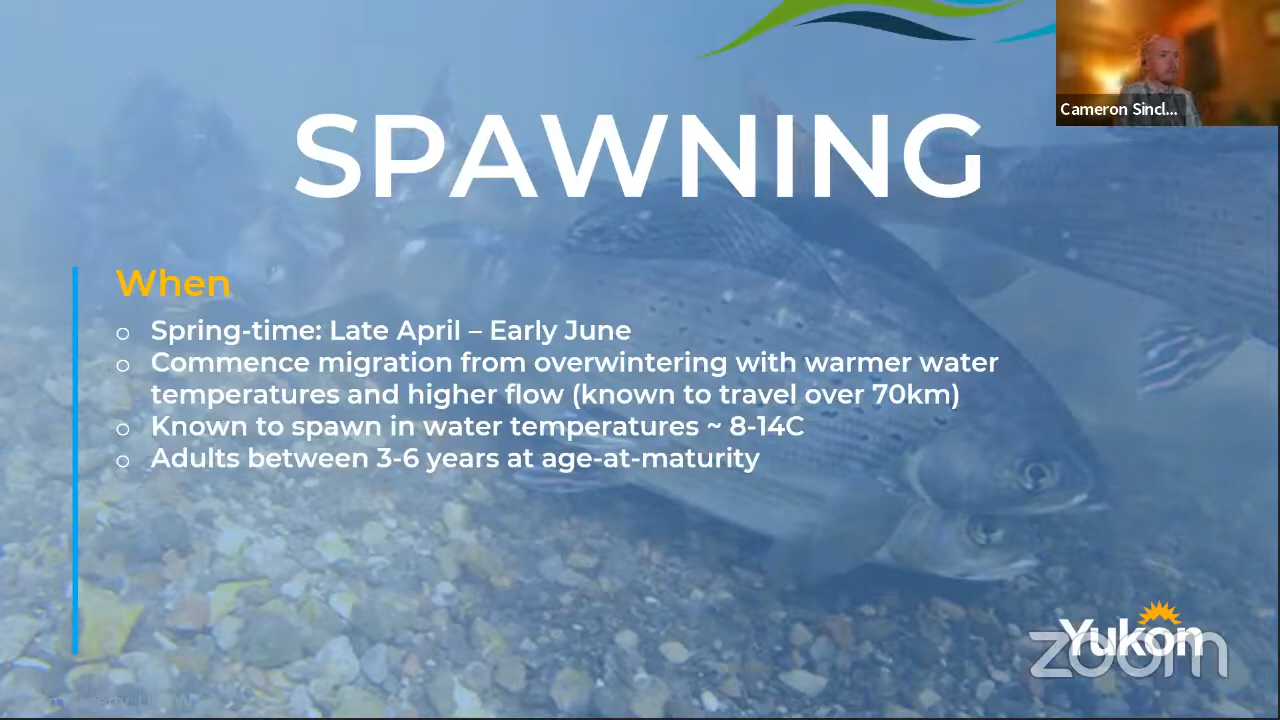 Cameron Sincl...
SPAWNING
When
Spring-time: Late April – Early June
Commence migration from overwintering with warmer water
temperatures and higher flow (known to travel over 70km)
Known to spawn in water temperatures ~ 8-14C
Adults between 3-6 years at age-at-maturity
Yukon
zoom